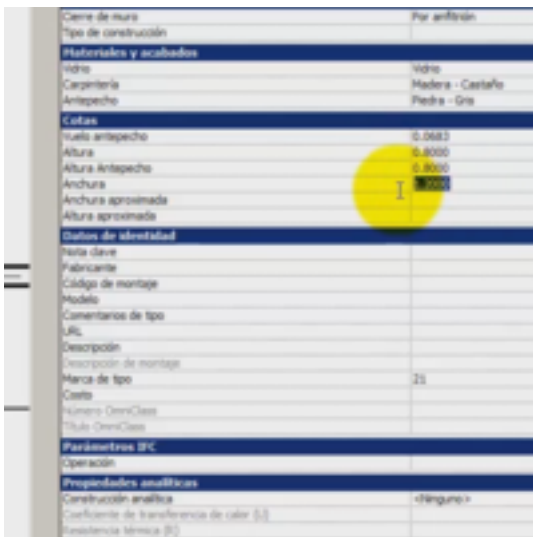 Cierre de muro Por anfitrión
Tipo de construcción
Materiales y acabados
Vidrio Vidrio
Carpintería Madera - Castaño
Antepecho Piedra - Gris
Cotas
Vuelo antepecho 0.0683
Altura 0.8000
Altura Antepecho 0.8000
Anchura
Anchura aproximada
Altura aproximada
Datos de identidad
Nota clave
Fabricante
Código de montaje
Modelo
Comentarios de tipo
URL
Descripción
Descripción de montaje
Marca de tipo 21
Costo
Número OmniClass
Título OmniClass
Parámetros IFC
Operación
Propiedades analíticas
Construcción analítica <Ninguno>
Coeficiente de transferencia de calor (U)
Resistencia térmica (R)